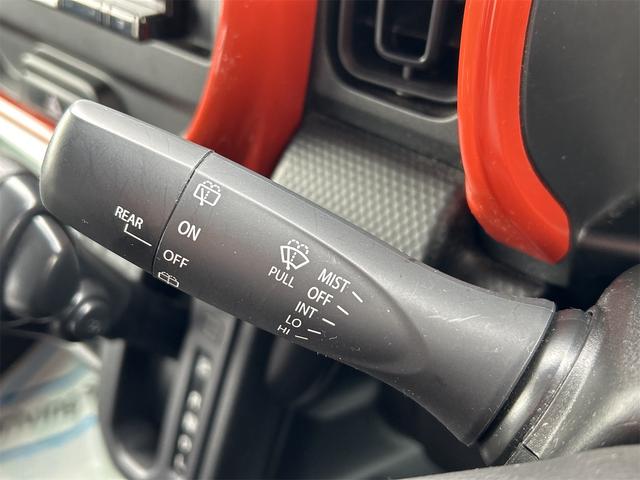 REAR
ON
OFF
PULL
MIST
OFF
INT
LO
HI